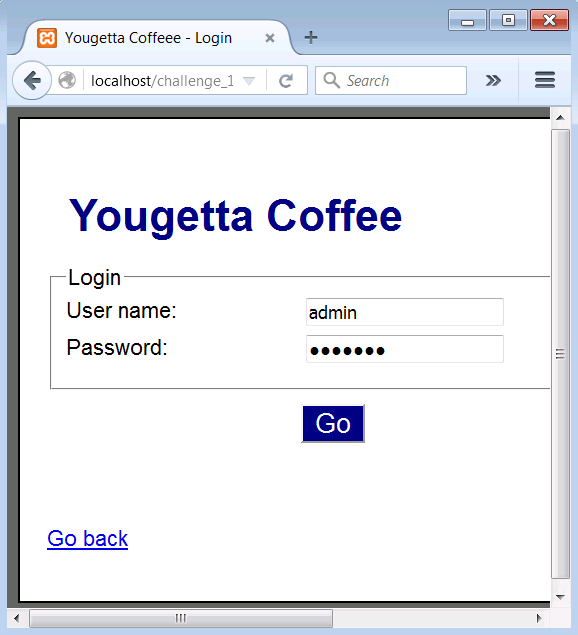 Yougetta Coffeee - Login
localhost/challenge_1
Search
Yougetta Coffee
Login
User name: admin
Password: •••••••
Go
Go back